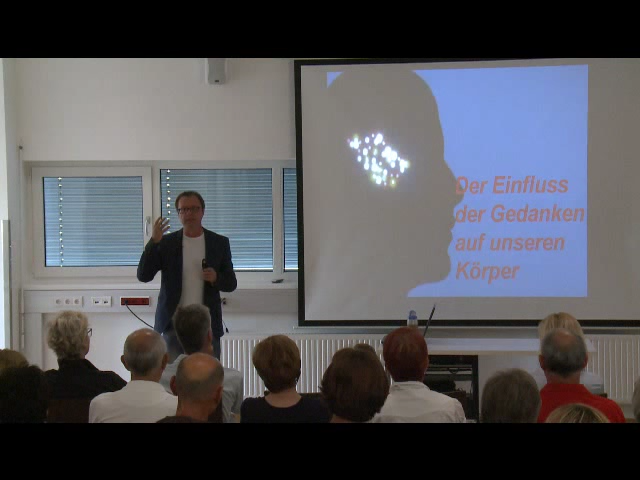 Der Einfluss
der Gedanken
auf unseren
Körper